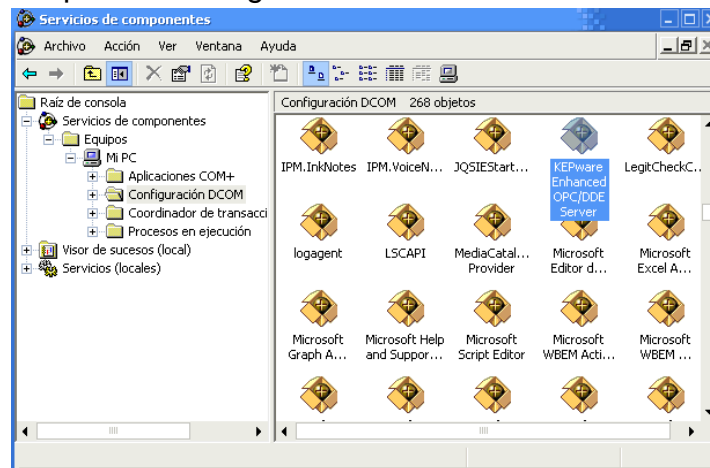 Servicios de componentes
Archivo Acción Ver Ventana Ayuda
Raíz de consola
Servicios de componentes
Equipos
Mi PC
Aplicaciones COM+
Configuración DCOM
Coordinador de transacci
Procesos en ejecución
Visor de sucesos (local)
Servicios (locales)
Configuración DCOM 268 objetos
IPM.InkNotes IPM.VoiceN... JQSIEStart... KEPware Enhanced OPC/DDE Server LegitCheckC..
logagent LSCAPI MediaCatal... Provider Microsoft Editor d... Microsoft Excel A...
Microsoft Graph A... Microsoft Help and Suppor... Microsoft Script Editor Microsoft WBEM Acti... Microsoft WBEM ...